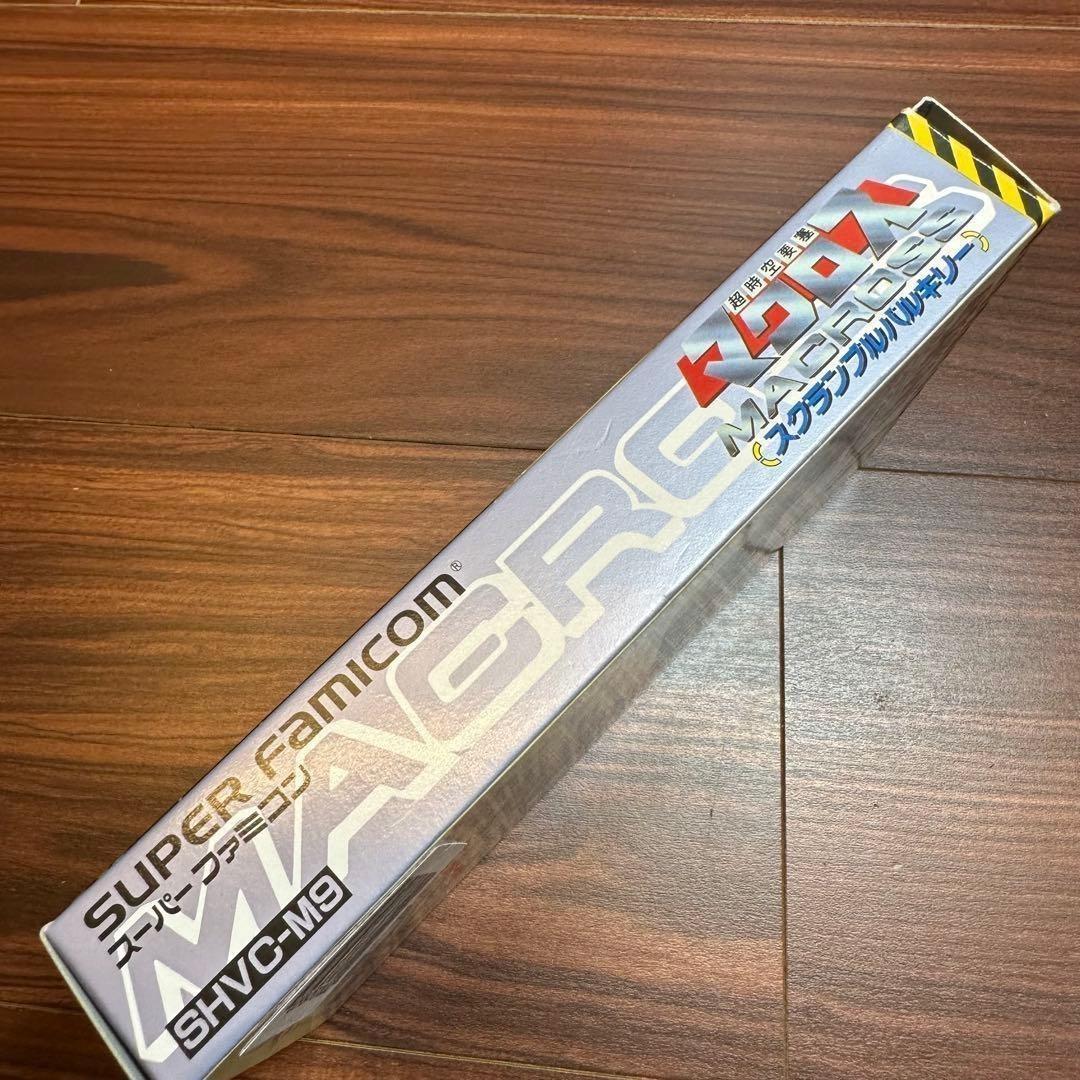 超時空要塞
マクロス
MACROSS
スクランブルバルキリー
MACRO
SUPER FAMICOM®
スーパーファミコン
SHVC-M9